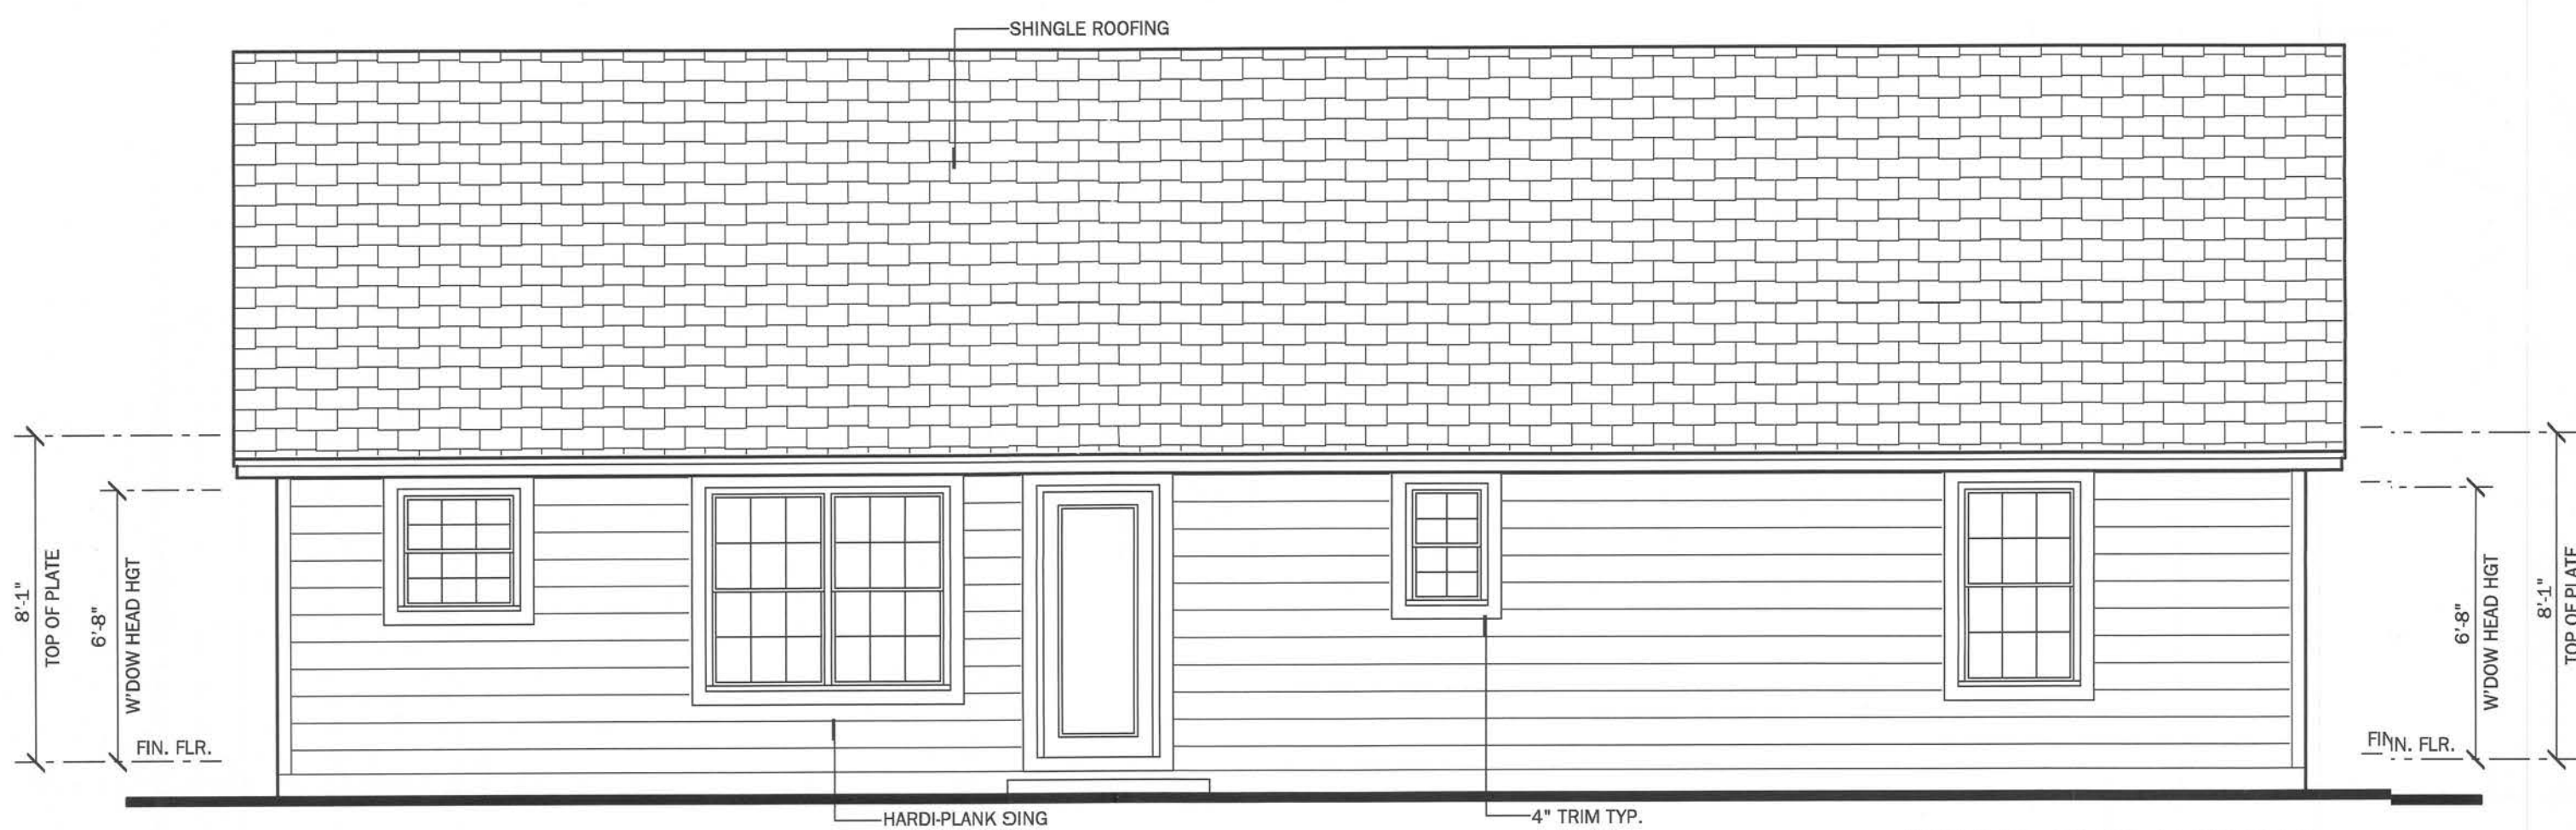 SHINGLE ROOFING
8'-1"
TOP OF PLATE
6'-8"
W'DOW HEAD HGT
FIN. FLR.
6'-8"
W'DOW HEAD HGT
8'-1"
TOP OF PLATE
FIN. FLR.
HARDI-PLANK
4" TRIM TYP.